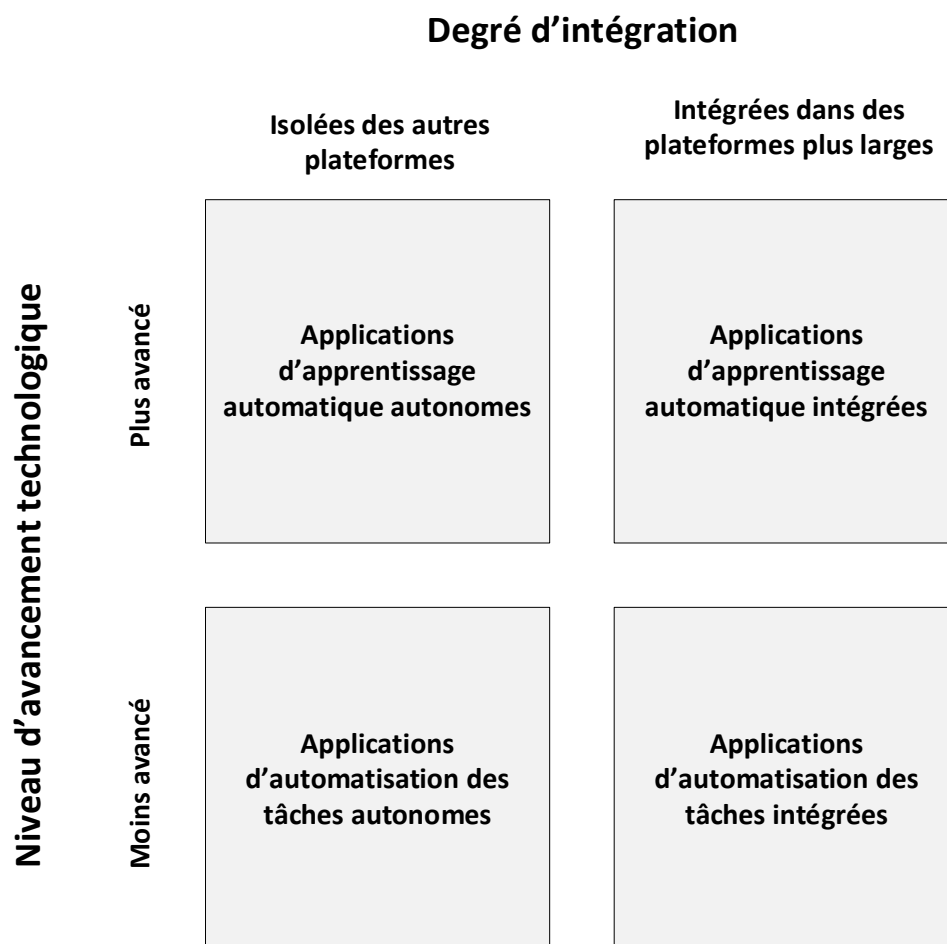 Degré d’intégration
Isolées des autres
plateformes
Intégrées dans des
plateformes plus larges
Niveau d’avancement technologique
Plus avancé
Applications
d’apprentissage
automatique autonomes
Applications
d’apprentissage
automatique intégrées
Moins avancé
Applications
d’automatisation des
tâches autonomes
Applications
d’automatisation des
tâches intégrées